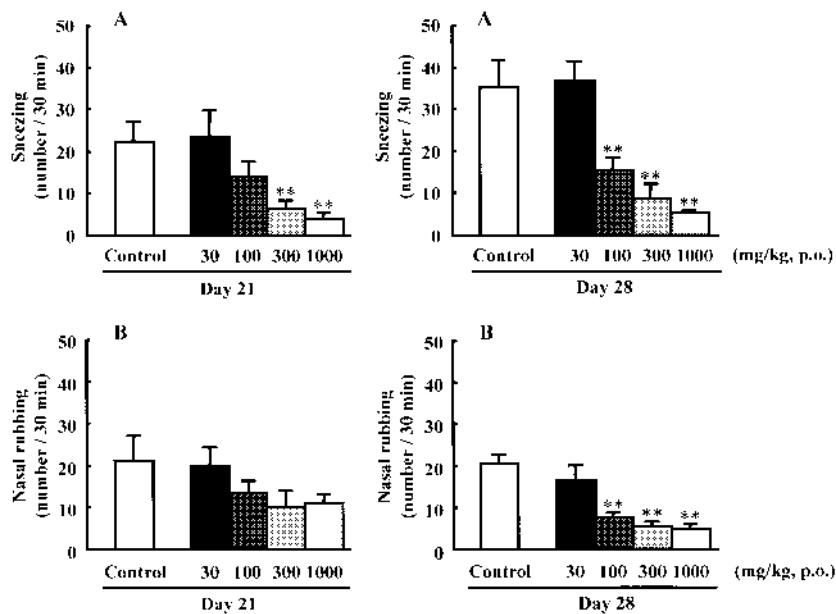 A
50
40
30
20
10
0
Sneezing
(number / 30 min)
**
**
Control 30 100 300 1000
Day 21
A
50
40
30
20
10
0
Sneezing
(number / 30 min)
**
**
**
Control 30 100 300 1000 (mg/kg, p.o.)
Day 28
B
50
40
30
20
10
0
Nasal rubbing
(number / 30 min)
Control 30 100 300 1000
Day 21
B
50
40
30
20
10
0
Nasal rubbing
(number / 30 min)
**
**
**
Control 30 100 300 1000 (mg/kg, p.o.)
Day 28